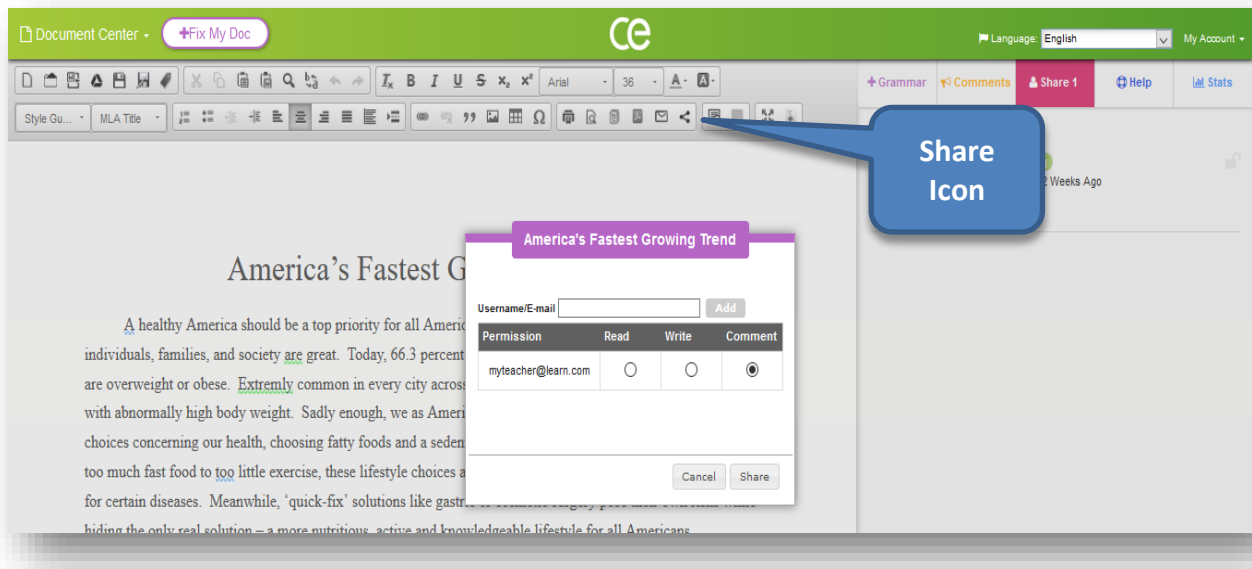 Document Center
+Fix My Doc
ce
Language: English
My Account
Arial
36
+Grammar
Comments
Share 1
Help
Stats
Style Gu...
MLA Title
Share
Icon
2 Weeks Ago
America's Fastest Growing Trend
America's Fastest G
Username/E-mail
Add
Permission Read Write Comment
myteacher@learn.com
Cancel Share
A healthy America should be a top priority for all Americ
individuals, families, and society are great. Today, 66.3 percent
are overweight or obese. Extremly common in every city across
with abnormally high body weight. Sadly enough, we as Ameri
choices concerning our health, choosing fatty foods and a seden
too much fast food to too little exercise, these lifestyle choices a
for certain diseases. Meanwhile, ‘quick-fix’ solutions like gastr
hiding the only real solution – a more nutritious, active and knowledgeable lifestyle for all Americans